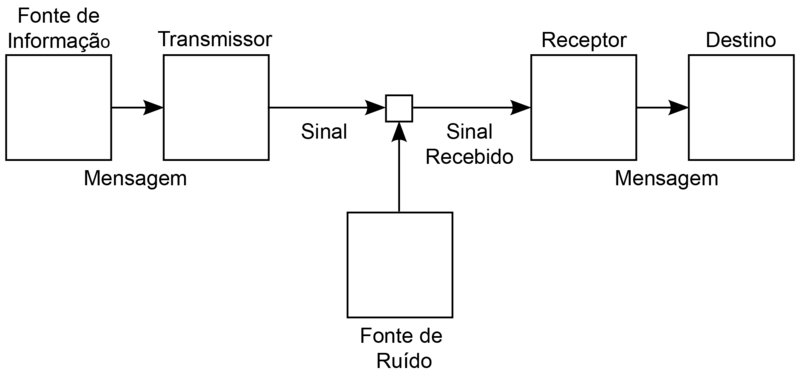 Fonte de
Informação
Transmissor
Receptor
Destino
Sinal
Sinal
Recebido
Mensagem
Mensagem
Fonte de
Ruído